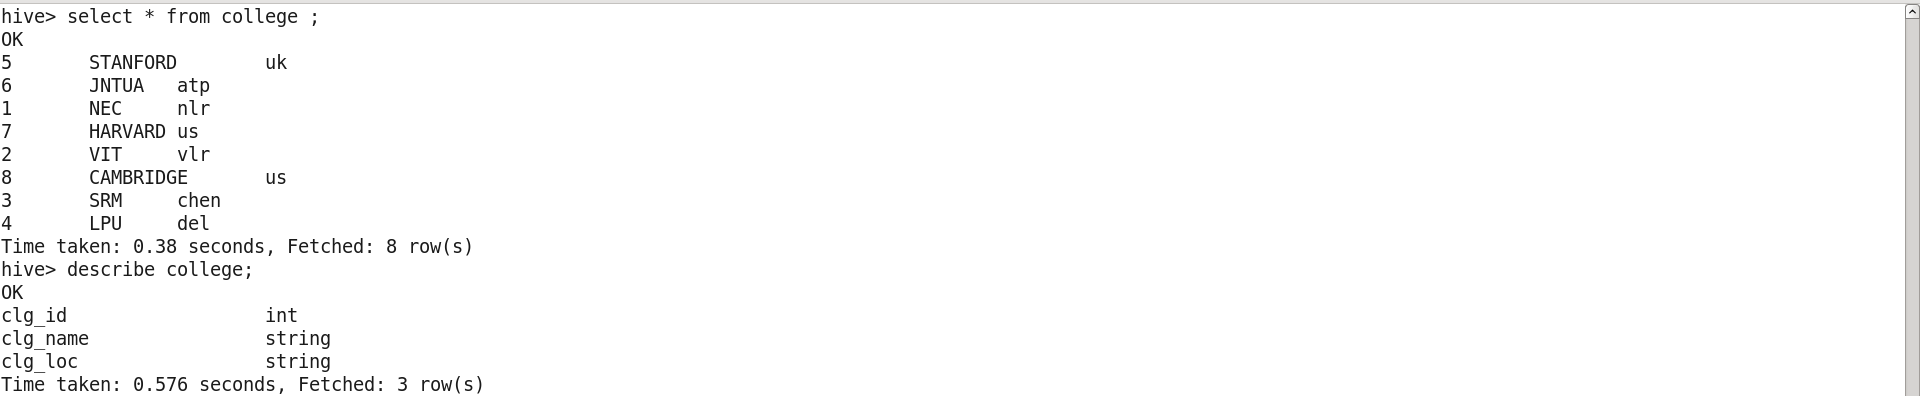 hive> select * from college ;
OK
5       STANFORD        uk
6       JNTUA   atp
1       NEC     nlr
7       HARVARD us
2       VIT     vlr
8       CAMBRIDGE       us
3       SRM     chen
4       LPU     del
Time taken: 0.38 seconds, Fetched: 8 row(s)
hive> describe college;
OK
clg_id                  int
clg_name                string
clg_loc                 string
Time taken: 0.576 seconds, Fetched: 3 row(s)